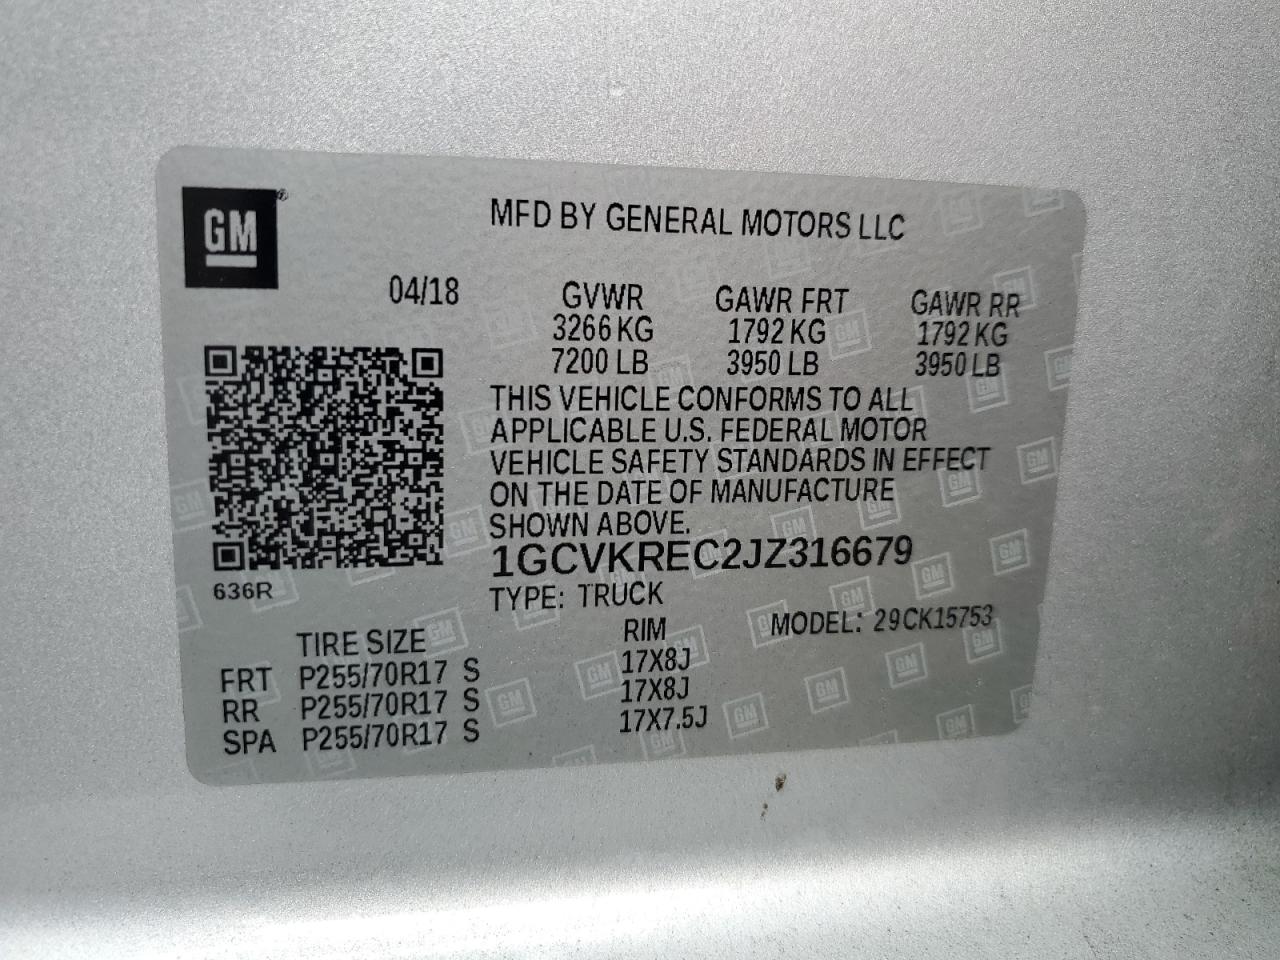 GM®
MFD BY GENERAL MOTORS LLC
04/18
GVWR GAWR FRT GAWR RR
3266 KG 1792 KG 1792 KG
7200 LB 3950 LB 3950 LB
THIS VEHICLE CONFORMS TO ALL
APPLICABLE U.S. FEDERAL MOTOR
VEHICLE SAFETY STANDARDS IN EFFECT
ON THE DATE OF MANUFACTURE
SHOWN ABOVE.
1GCVKREC2JZ316679
636R
TYPE: TRUCK
MODEL: 29CK15753
TIRE SIZE RIM
FRT P255/70R17 S 17X8J
RR P255/70R17 S 17X8J
SPA P255/70R17 S 17X7.5J